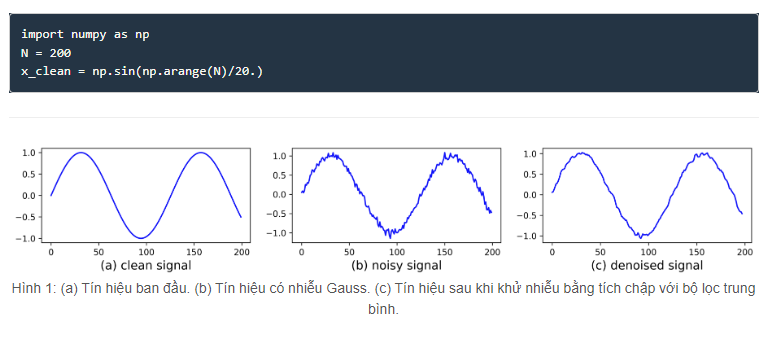 import numpy as np
N = 200
x_clean = np.sin(np.arange(N)/20.)
1.0
0.5
0.0
−0.5
−1.0
0 50 100 150 200
(a) clean signal
1.0
0.5
0.0
−0.5
−1.0
0 50 100 150 200
(b) noisy signal
1.0
0.5
0.0
−0.5
−1.0
0 50 100 150 200
(c) denoised signal
Hình 1: (a) Tín hiệu ban đầu. (b) Tín hiệu có nhiễu Gauss. (c) Tín hiệu sau khi khử nhiễu bằng tích chập với bộ lọc trung
bình.